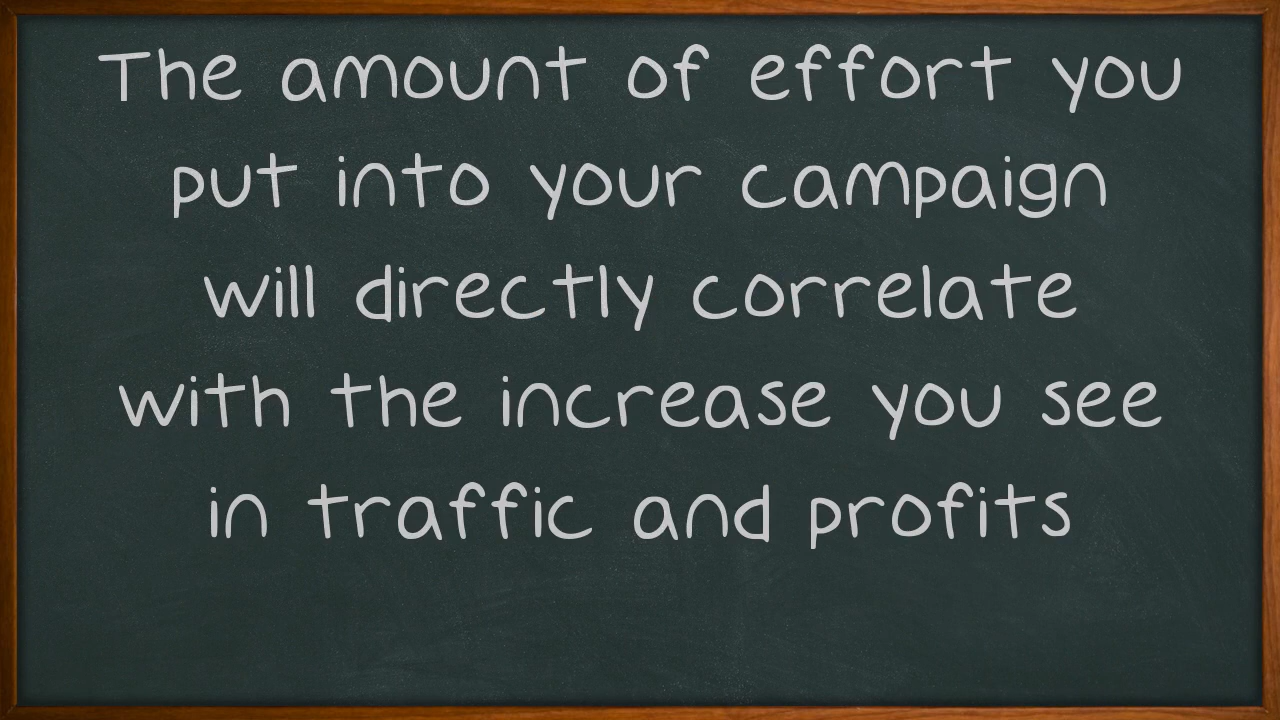 The amount of effort you
put into your campaign
will directly correlate
with the increase you see
in traffic and profits